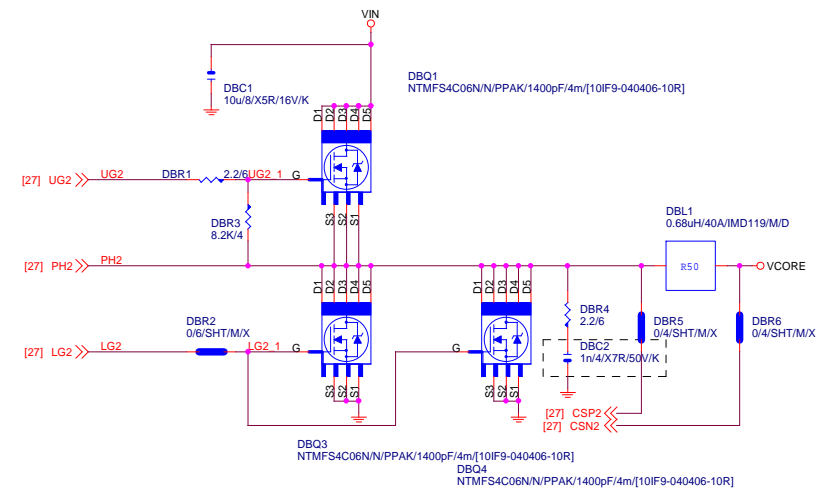 VIN
DBC1
10u/8/X5R/16V/K
DBQ1
NTMFS4C06N/N/PPAK/1400pF/4m/[10IF9-040406-10R]
D1
D2
D3
D4
D5
[27] UG2
UG2
DBR1
2.2/6
UG2_1
G
S3
S2
S1
DBR3
8.2K/4
DBL1
0.68uH/40A/IMD119/M/D
[27] PH2
PH2
R50
VCORE
D1
D2
D3
D4
D5
D1
D2
D3
D4
D5
DBR2
0/6/SHT/M/X
DBR4
2.2/6
DBR5
0/4/SHT/M/X
DBR6
0/4/SHT/M/X
[27] LG2
LG2
LG2_1
G
G
DBC2
1n/4/X7R/50V/K
S3
S2
S1
S3
S2
S1
[27] CSP2
[27] CSN2
DBQ3
NTMFS4C06N/N/PPAK/1400pF/4m/[10IF9-040406-10R]
DBQ4
NTMFS4C06N/N/PPAK/1400pF/4m/[10IF9-040406-10R]